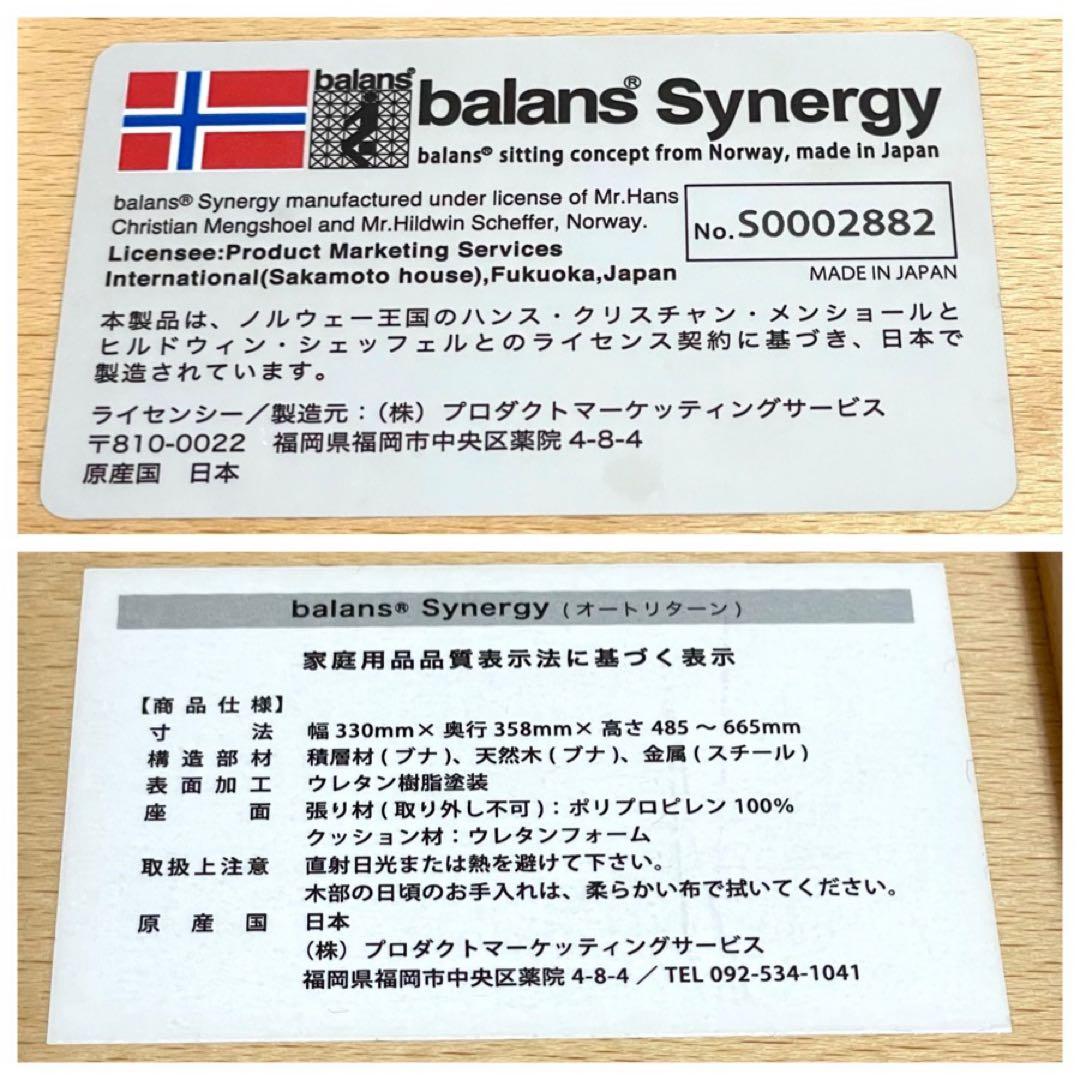 balans®
balans® Synergy
balans® sitting concept from Norway, made in Japan
balans® Synergy manufactured under license of Mr.Hans
Christian Mengshoel and Mr.Hildwin Scheffer, Norway.
Licensee:Product Marketing Services
International(Sakamoto house),Fukuoka,Japan
No.S0002882
MADE IN JAPAN
本製品は、ノルウェー王国のハンス・クリスチャン・メンショールと
ヒルドウィン・シェッフェルとのライセンス契約に基づき、日本で
製造されています。
ライセンシー/製造元:(株)プロダクトマーケッティングサービス
〒810-0022 福岡県福岡市中央区薬院 4-8-4
原産国 日本
balans® Synergy (オートリターン)
家庭用品品質表示法に基づく表示
【商品仕様】
寸法 幅 330mm× 奥行 358mm× 高さ 485 ~ 665mm
構造部材 積層材 (ブナ)、天然木 (ブナ)、金属 (スチール)
表面加工 ウレタン樹脂塗装
座面 張り材 (取り外し不可) : ポリプロピレン 100%
クッション材 : ウレタンフォーム
取扱上注意 直射日光または熱を避けて下さい。
木部の日頃のお手入れは、柔らかい布で拭いてください。
原産国 日本
(株) プロダクトマーケッティングサービス
福岡県福岡市中央区薬院 4-8-4 / TEL 092-534-1041